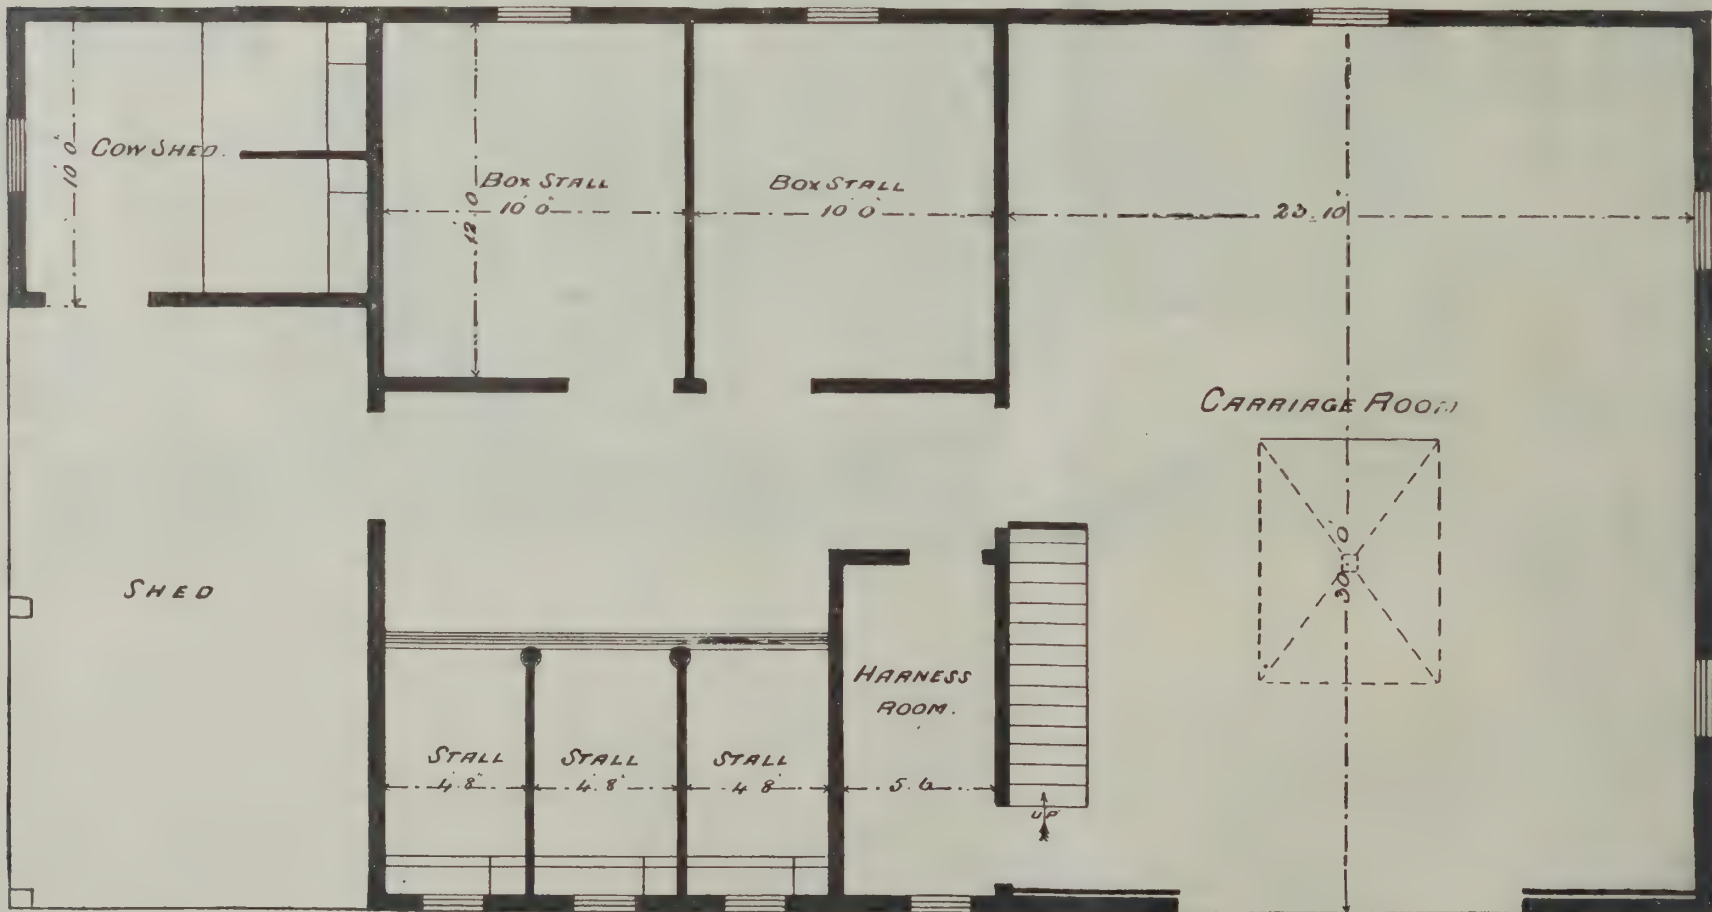 COW SHED.
10' 0"
BOX STALL
10' 0"
12' 0"
BOX STALL
10' 0"
23. 10"
CARRIAGE ROOM
30' 0
SHED
HARNESS
ROOM.
STALL
4' 8"
STALL
4' 8"
STALL
4 8"
5. 6.
UP